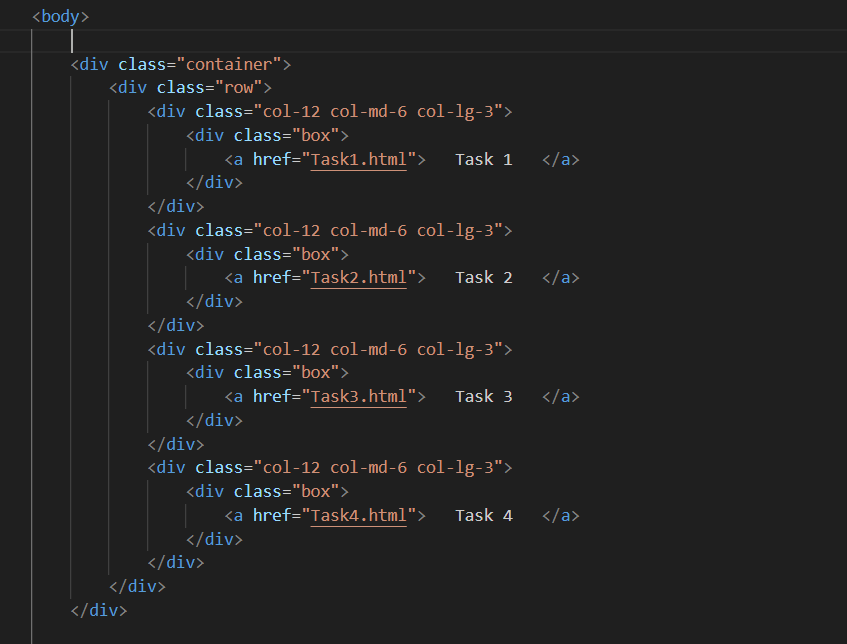 <body>
<div class="container">
<div class="row">
<div class="col-12 col-md-6 col-lg-3">
<div class="box">
<a href="Task1.html">   Task 1   </a>
</div>
</div>
<div class="col-12 col-md-6 col-lg-3">
<div class="box">
<a href="Task2.html">   Task 2   </a>
</div>
</div>
<div class="col-12 col-md-6 col-lg-3">
<div class="box">
<a href="Task3.html">   Task 3   </a>
</div>
</div>
<div class="col-12 col-md-6 col-lg-3">
<div class="box">
<a href="Task4.html">   Task 4   </a>
</div>
</div>
</div>
</div>